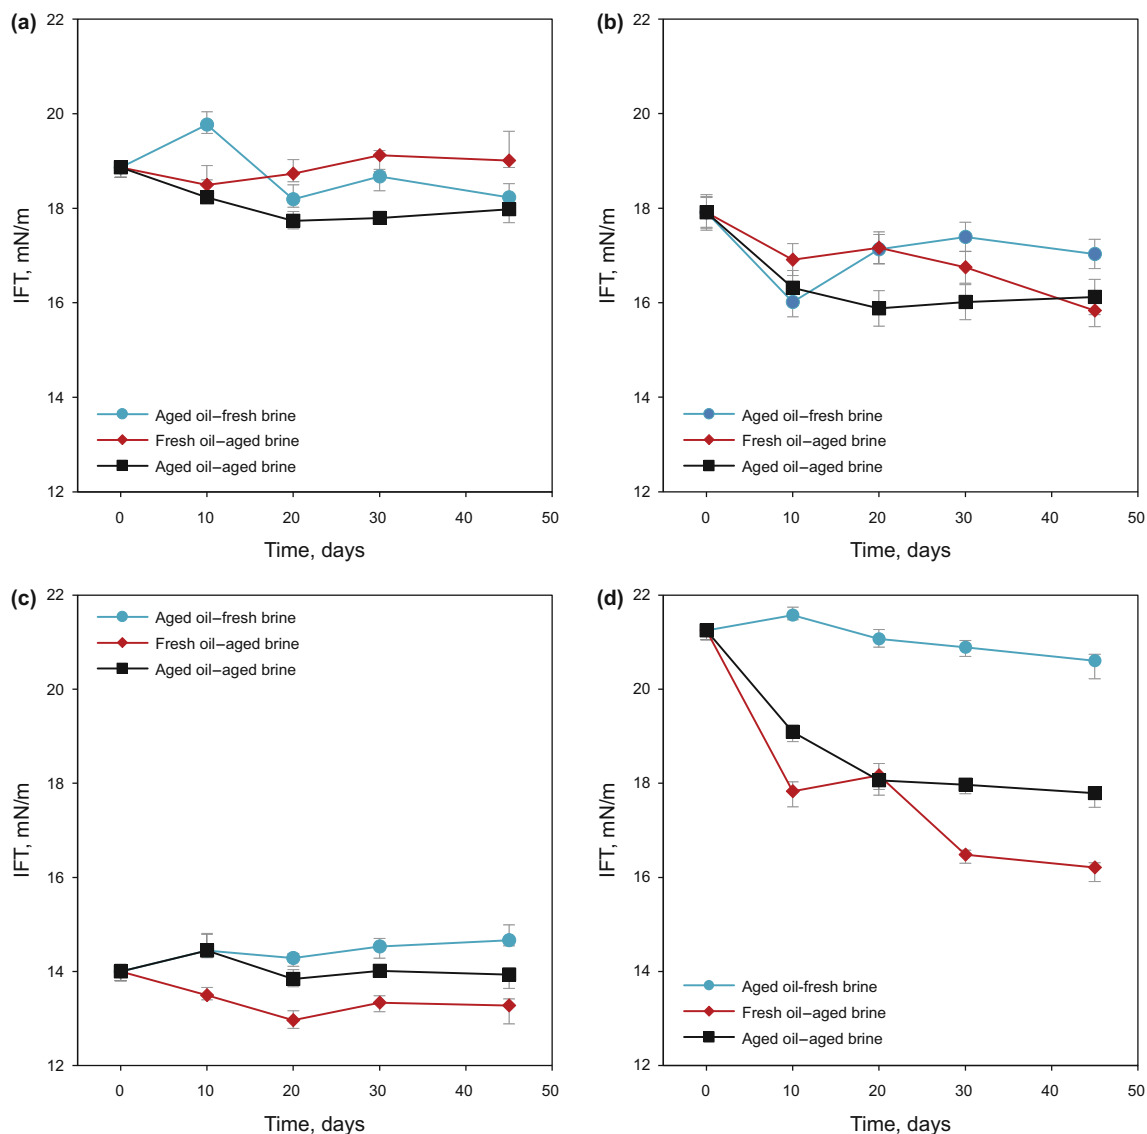 (a)
22
20
18
16
14
12
IFT, mN/m
Aged oil–fresh brine
Fresh oil–aged brine
Aged oil–aged brine
0 10 20 30 40 50
Time, days
(b)
22
20
18
16
14
12
IFT, mN/m
Aged oil–fresh brine
Fresh oil–aged brine
Aged oil–aged brine
0 10 20 30 40 50
Time, days
(c)
22
20
18
16
14
12
IFT, mN/m
Aged oil–fresh brine
Fresh oil–aged brine
Aged oil–aged brine
0 10 20 30 40 50
Time, days
(d)
22
20
18
16
14
12
IFT, mN/m
Aged oil-fresh brine
Fresh oil–aged brine
Aged oil–aged brine
0 10 20 30 40 50
Time, days